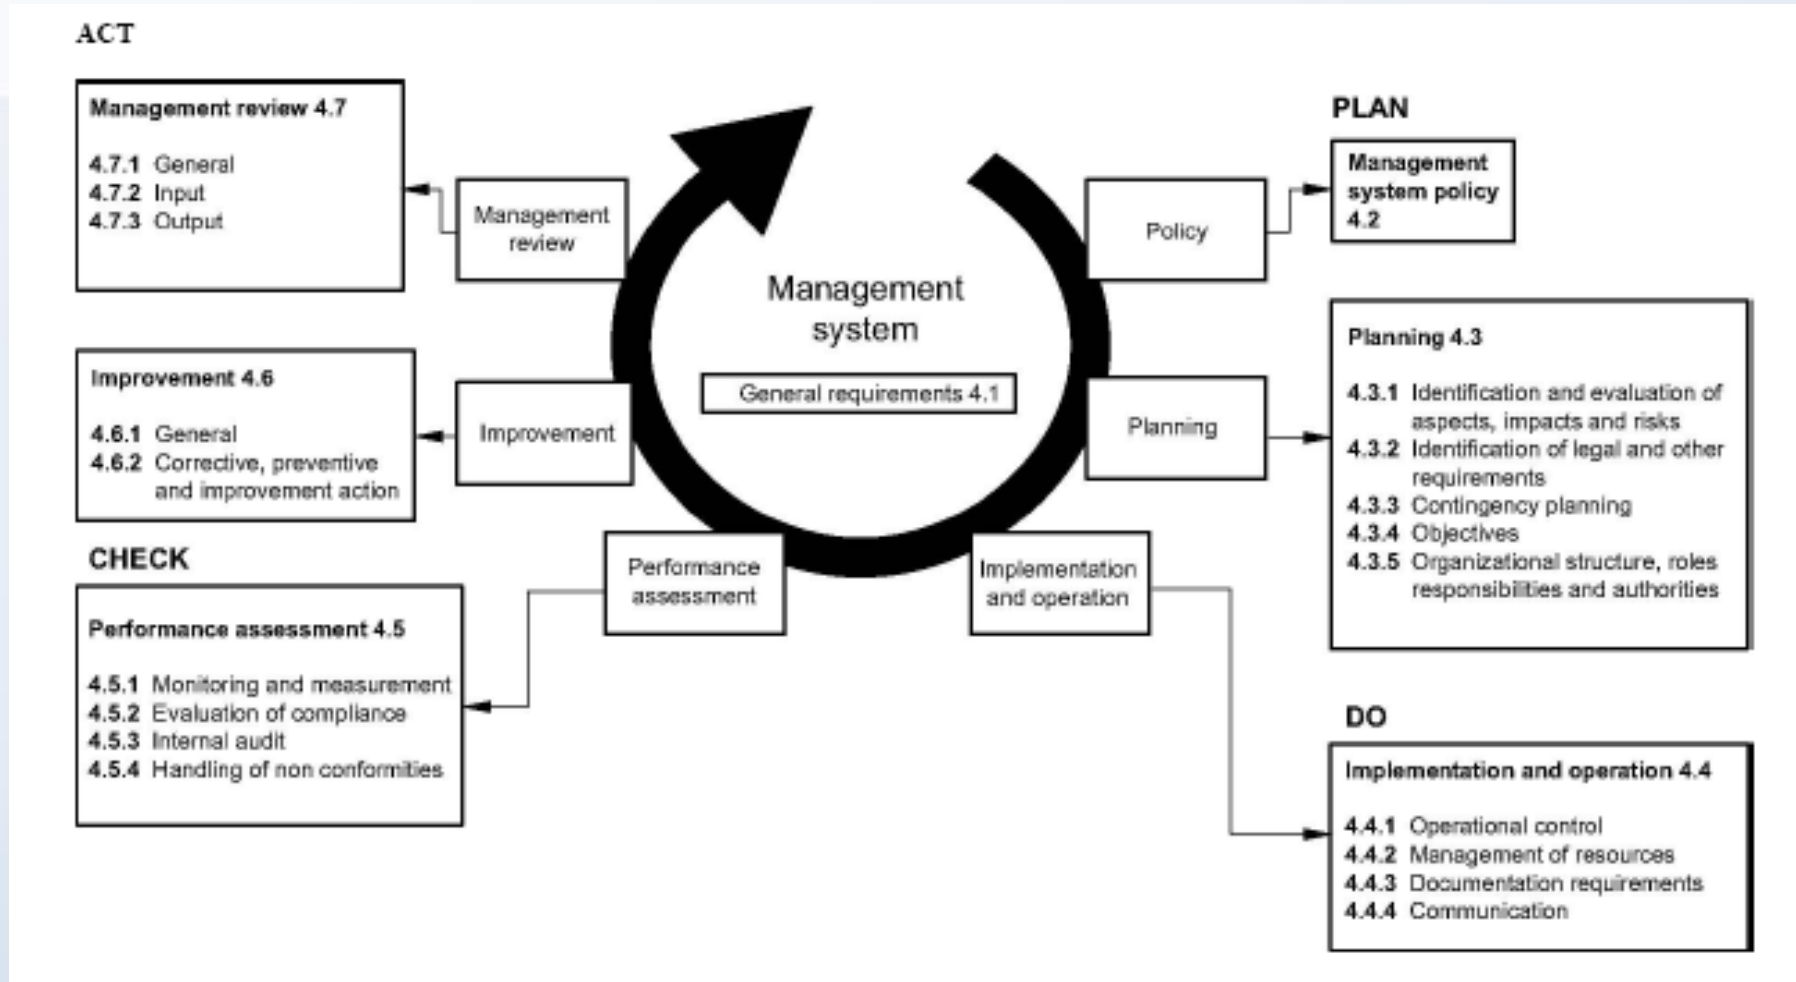 ACT
Management review 4.7
4.7.1 General
4.7.2 Input
4.7.3 Output
Management
review
Improvement 4.6
4.6.1 General
4.6.2 Corrective, preventive
and improvement action
Improvement
CHECK
Performance assessment 4.5
4.5.1 Monitoring and measurement
4.5.2 Evaluation of compliance
4.5.3 Internal audit
4.5.4 Handling of non conformities
Performance
assessment
Management
system
General requirements 4.1
Policy
PLAN
Management
system policy
4.2
Planning
Planning 4.3
4.3.1 Identification and evaluation of
aspects, impacts and risks
4.3.2 Identification of legal and other
requirements
4.3.3 Contingency planning
4.3.4 Objectives
4.3.5 Organizational structure, roles
responsibilities and authorities
Implementation
and operation
DO
Implementation and operation 4.4
4.4.1 Operational control
4.4.2 Management of resources
4.4.3 Documentation requirements
4.4.4 Communication